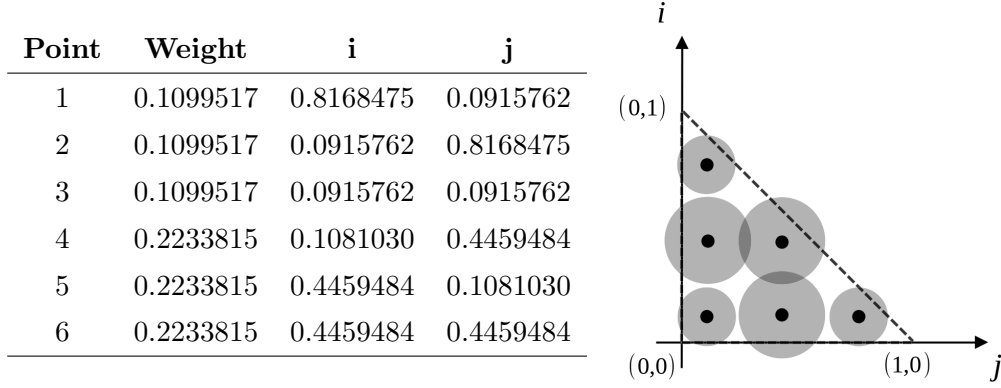 Point Weight i j
1 0.1099517 0.8168475 0.0915762
2 0.1099517 0.0915762 0.8168475
3 0.1099517 0.0915762 0.0915762
4 0.2233815 0.1081030 0.4459484
5 0.2233815 0.4459484 0.1081030
6 0.2233815 0.4459484 0.4459484
i
(0,1)
(0,0)
(1,0)
j